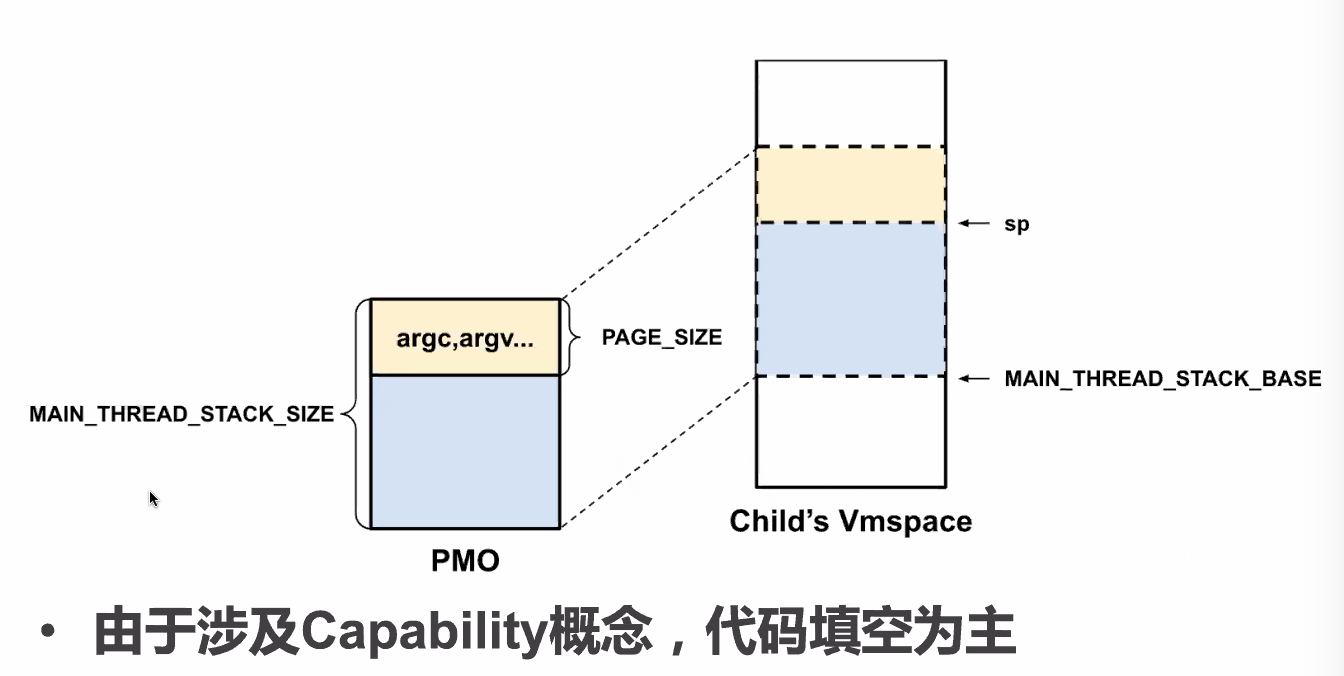 argc,argv...
PAGE_SIZE
MAIN_THREAD_STACK_SIZE
PMO
sp
MAIN_THREAD_STACK_BASE
Child’s Vmspace
• 由于涉及Capability概念，代码填空为主